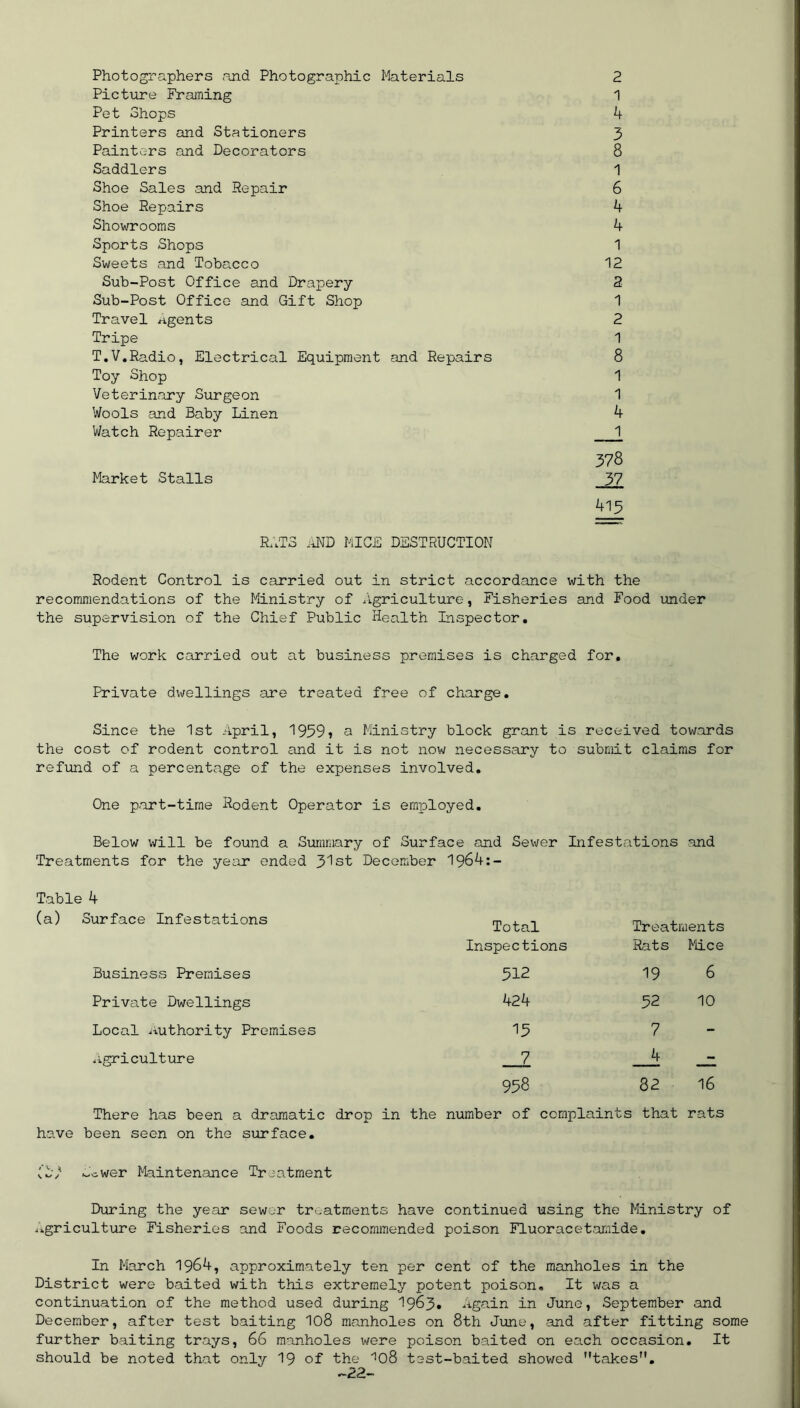 Photographers and Photographic Materials 2
Picture Framing 1
Pet Shops 4
Printers and Stationers 3
Painters and Decorators 8
Saddlers 1
Shoe Sales and Repair 6
Shoe Repairs 4
Showrooms 4
Sports Shops 1
Sweets and Tobacco 12
Sub-Post Office and Drapery 2
Sub-Post Office and Gift Shop 1
Travel Agents 2
Tripe 1
T.V.Radio, Electrical Equipment and Repairs 8
Toy Shop 1
Veterinary Surgeon 1
Wools and Baby Linen 4
Watch Repairer 1
378
Market Stalls 37
415
RATS AND MICE DESTRUCTION
Rodent Control is carried out in strict accordance with the
recommendations of the Ministry of Agriculture, Fisheries and Food under
the supervision of the Chief Public Health Inspector.
The work carried out at business premises is charged for.
Private dwellings are treated free of charge.
Since the 1st April, 1959, a Ministry block grant is received towards
the cost of rodent control and it is not now necessary to submit claims for
refund of a percentage of the expenses involved.
One part-time Rodent Operator is employed.
Below will be found a Summary of Surface and Sewer Infestations and
Treatments for the year ended 31st December 1964:-
Table 4
(a) Surface Infestations Total Treatments
Inspections Rats Mice
Business Premises 512 19 6
Private Dwellings 424 52 10
Local Authority Premises 15 7 -
Agriculture 7 4 -
958 82 16
There has been a dramatic drop in the number of complaints that rats
have been seen on the surface.
(b) Sewer Maintenance Treatment
During the year sewer treatments have continued using the Ministry of
Agriculture Fisheries and Foods recommended poison Fluoracetamide.
In March 1964, approximately ten per cent of the manholes in the
District were baited with this extremely potent poison. It was a
continuation of the method used during 1963. Again in June, September and
December, after test baiting 108 manholes on 8th June, and after fitting some
further baiting trays, 66 manholes were poison baited on each occasion. It
should be noted that only 19 of the 108 test-baited showed "takes".
-22-